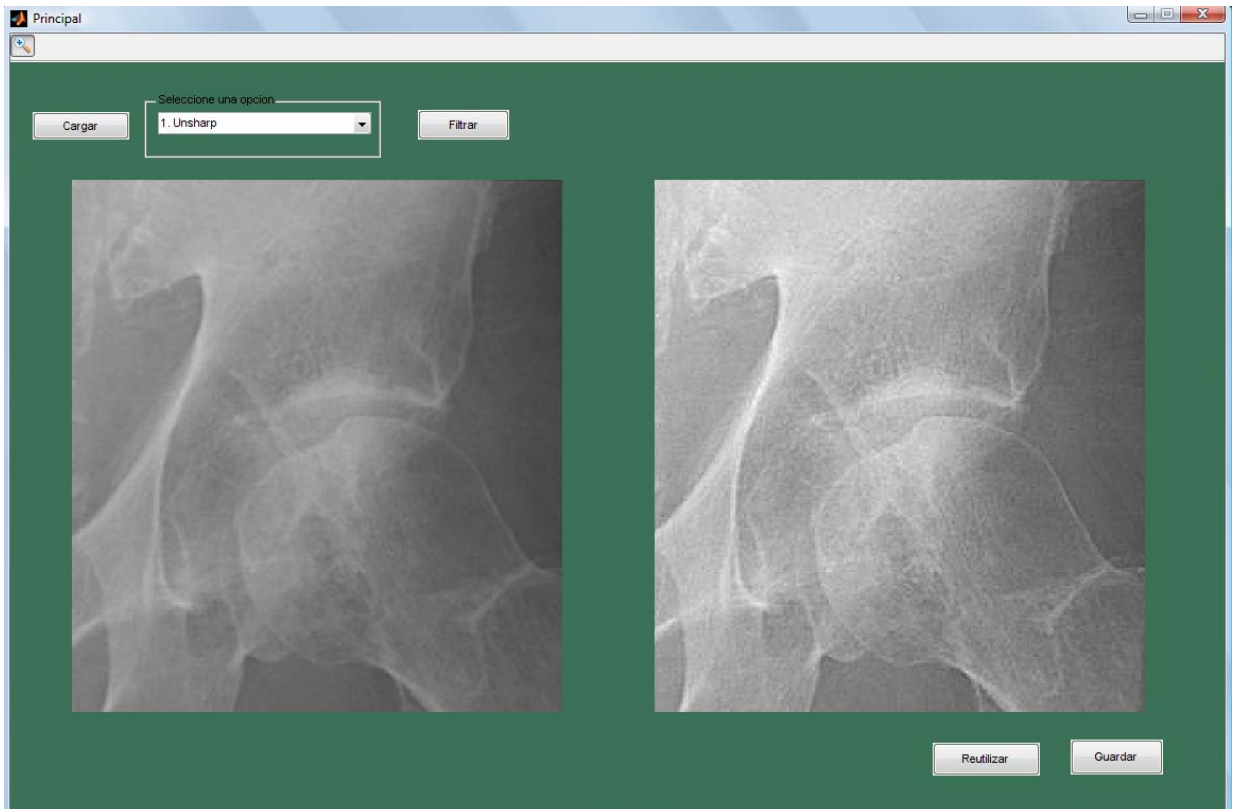 Principal
Seleccione una opcion
Cargar
1. Unsharp
Filtrar
Reutilizar
Guardar